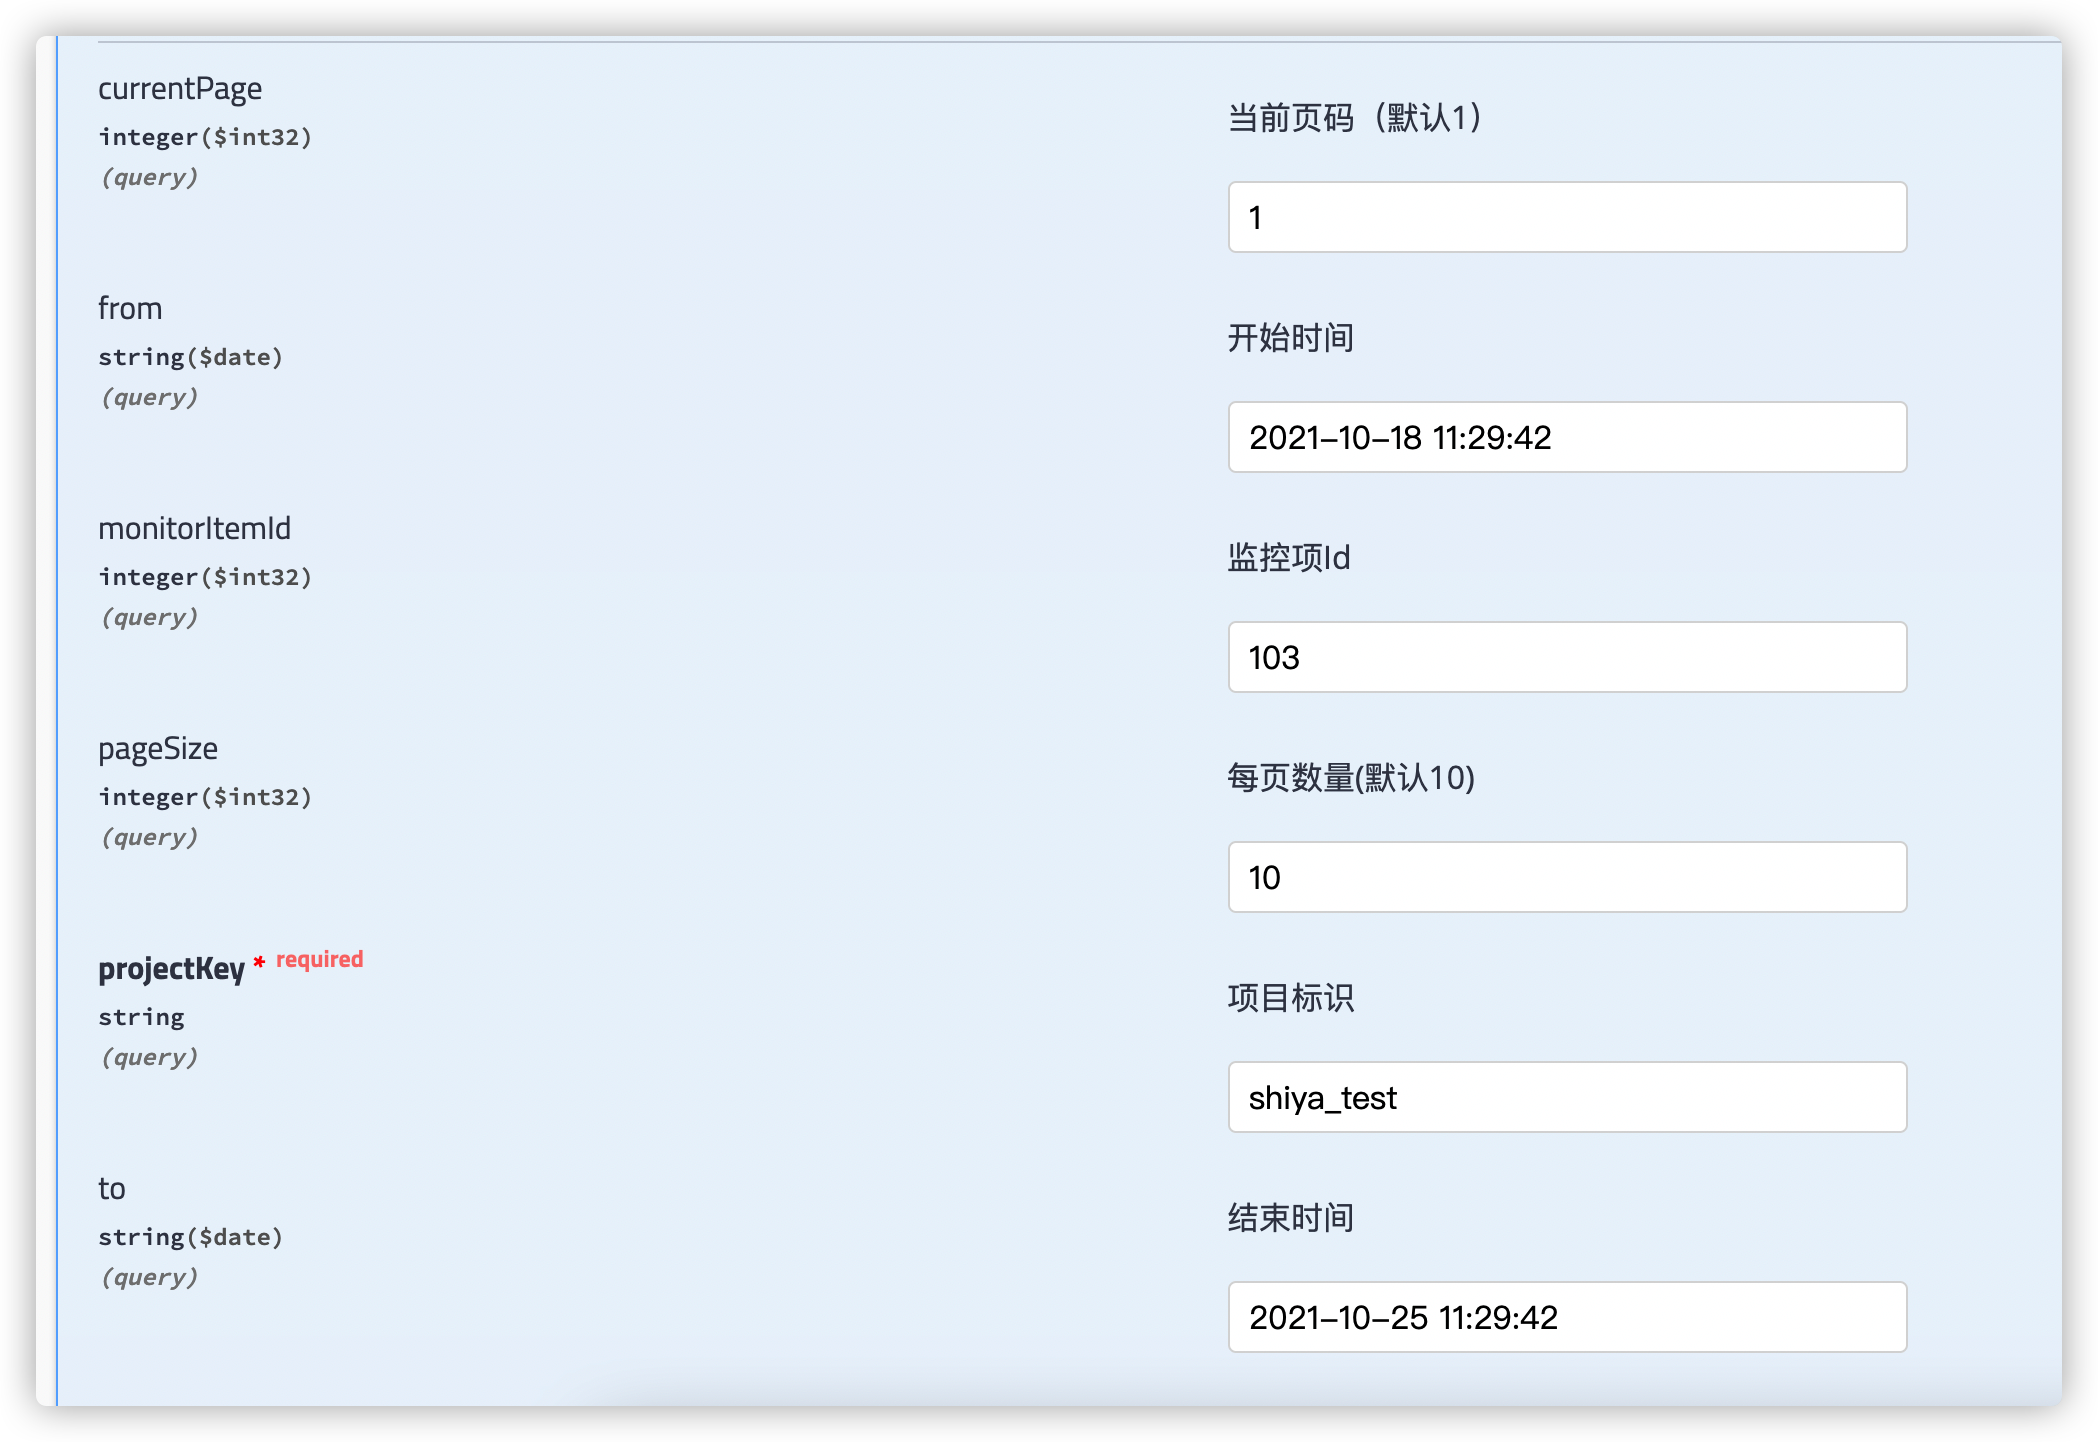 currentPage
integer($int32)
(query)
当前页码（默认1）
1
from
string($date)
(query)
开始时间
2021-10-18 11:29:42
monitorItemId
integer($int32)
(query)
监控项Id
103
pageSize
integer($int32)
(query)
每页数量(默认10)
10
projectKey * required
string
(query)
项目标识
shiya_test
to
string($date)
(query)
结束时间
2021-10-25 11:29:42